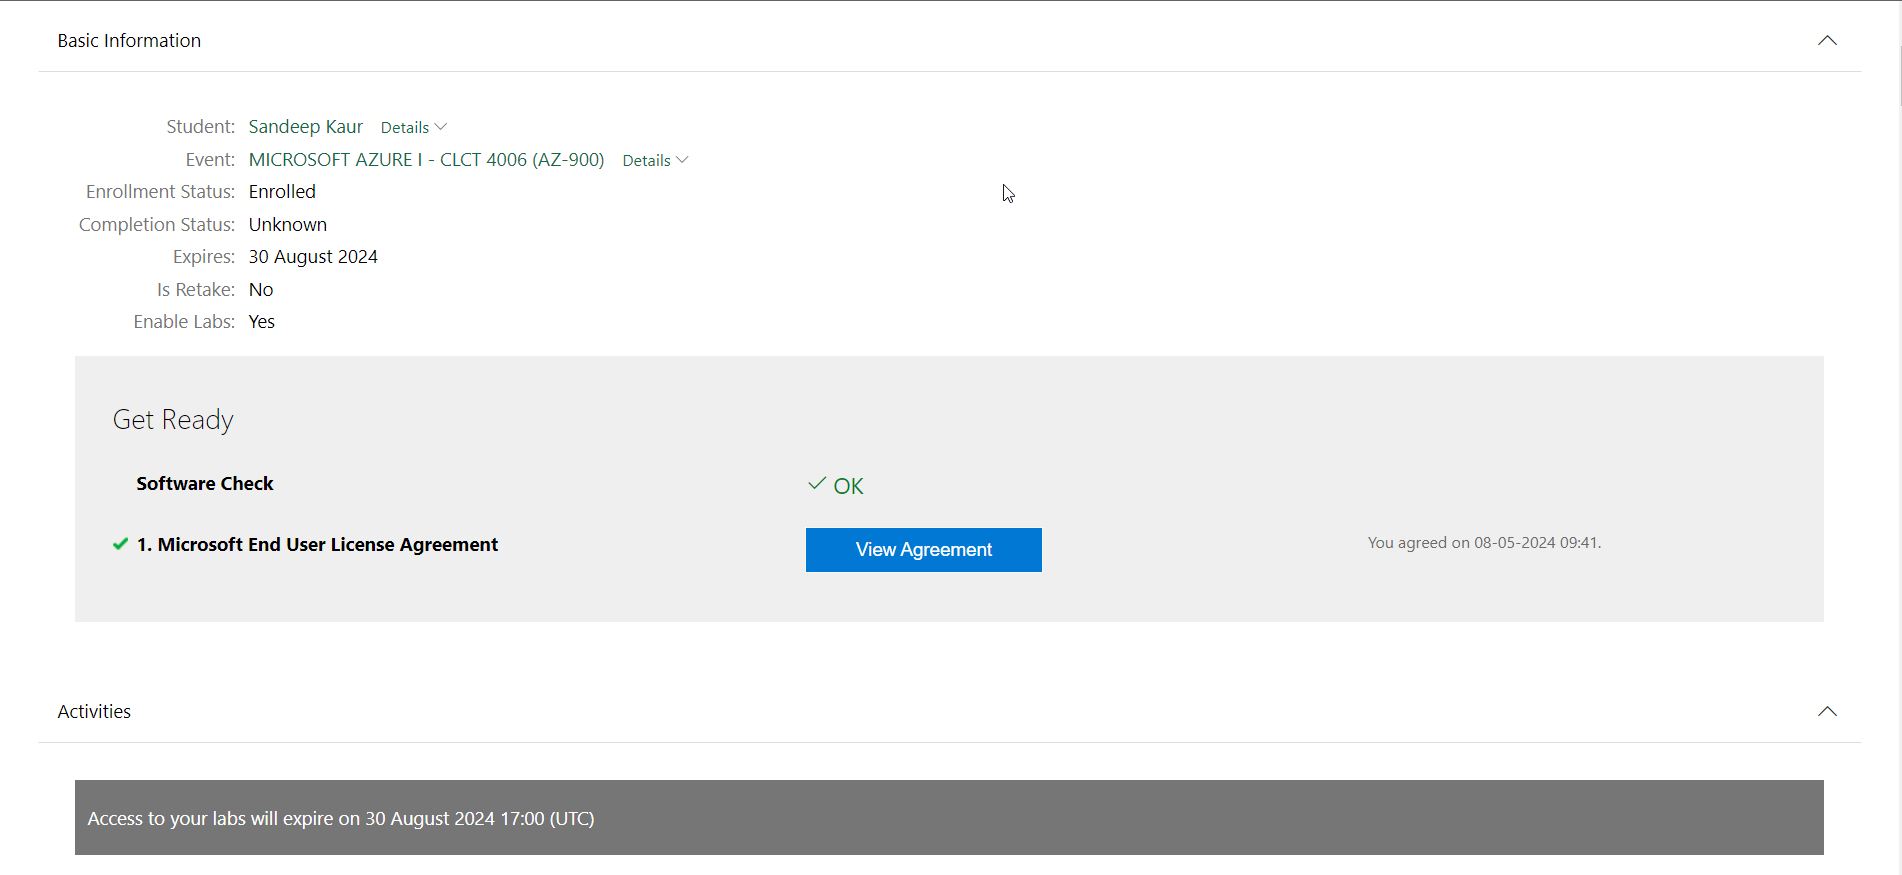 Basic Information
Student: Sandeep Kaur Details
Event: MICROSOFT AZURE I - CLCT 4006 (AZ-900) Details
Enrollment Status: Enrolled
Completion Status: Unknown
Expires: 30 August 2024
Is Retake: No
Enable Labs: Yes
Get Ready
Software Check OK
1. Microsoft End User License Agreement View Agreement You agreed on 08-05-2024 09:41.
Activities
Access to your labs will expire on 30 August 2024 17:00 (UTC)